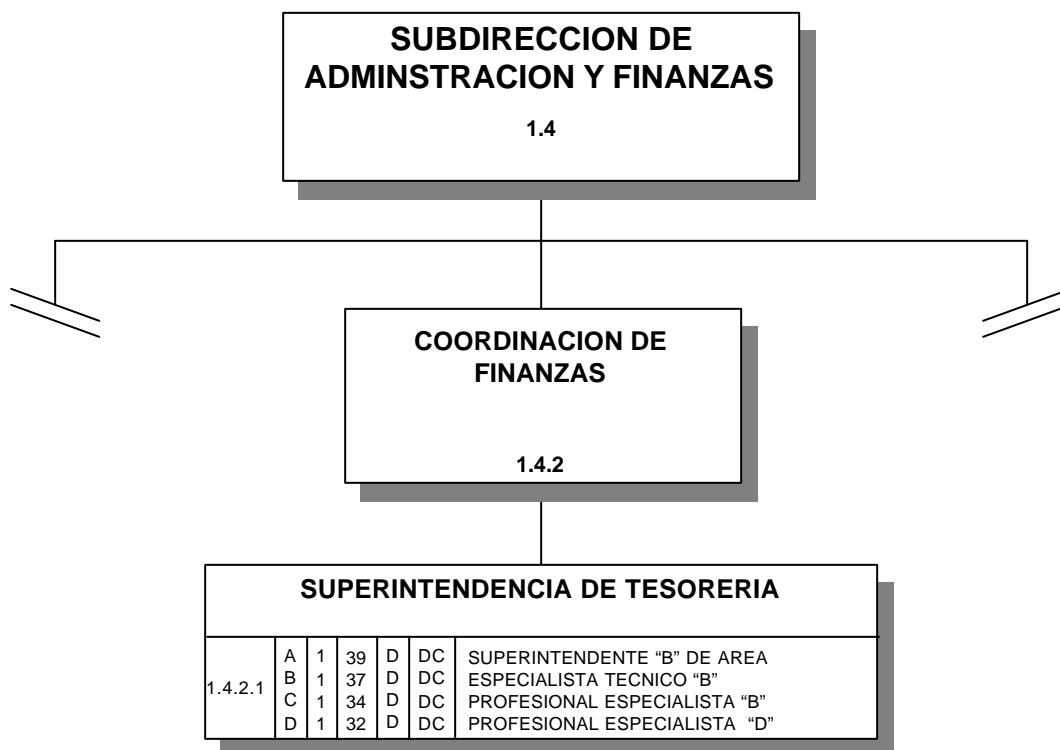 SUBDIRECCION DE
ADMINSTRACION Y FINANZAS
1.4
COORDINACION DE
FINANZAS
1.4.2
SUPERINTENDENCIA DE TESORERIA
1.4.2.1
A 1 39 D DC SUPERINTENDENTE “B” DE AREA
B 1 37 D DC ESPECIALISTA TECNICO “B”
C 1 34 D DC PROFESIONAL ESPECIALISTA “B”
D 1 32 D DC PROFESIONAL ESPECIALISTA “D”